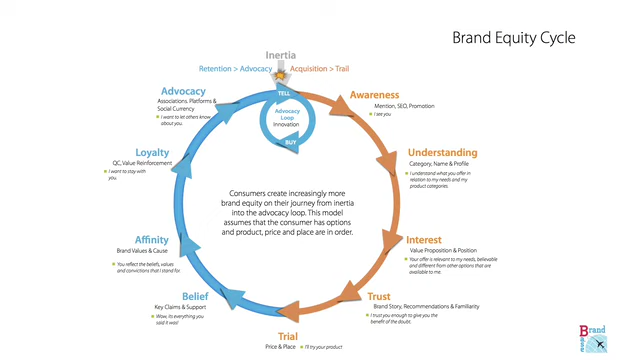 Brand Equity Cycle
Inertia
Retention > Advocacy
Acquisition > Trail
TELL
Advocacy
Loop
Innovation
BUY
Awareness
Mention, SEO, Promotion
I see you
Understanding
Category, Name & Profile
I understand what you offer in
relation to my needs and my
product categories
Interest
Value Proposition & Position
Your offer is relevant to my needs, believable
and different from other options that are
available to me.
Trust
Brand Story, Recommendations & Familiarity
I trust you enough to give you the
benefit of the doubt.
Trial
Price & Place
I'll try your product
Belief
Key Claims & Support
Wow, its everything you
said it was!
Affinity
Brand Values & Cause
You reflect the beliefs, values
and convictions that I stand for.
Loyalty
QC, Value Reinforcement
I want to stay with
you.
Advocacy
Associations, Platforms &
Social Currency
I want to let others know
about you.
Consumers create increasingly more
brand equity on their journey from inertia
into the advocacy loop. This model
assumes that the consumer has options
and product, price and place are in order.
Brand